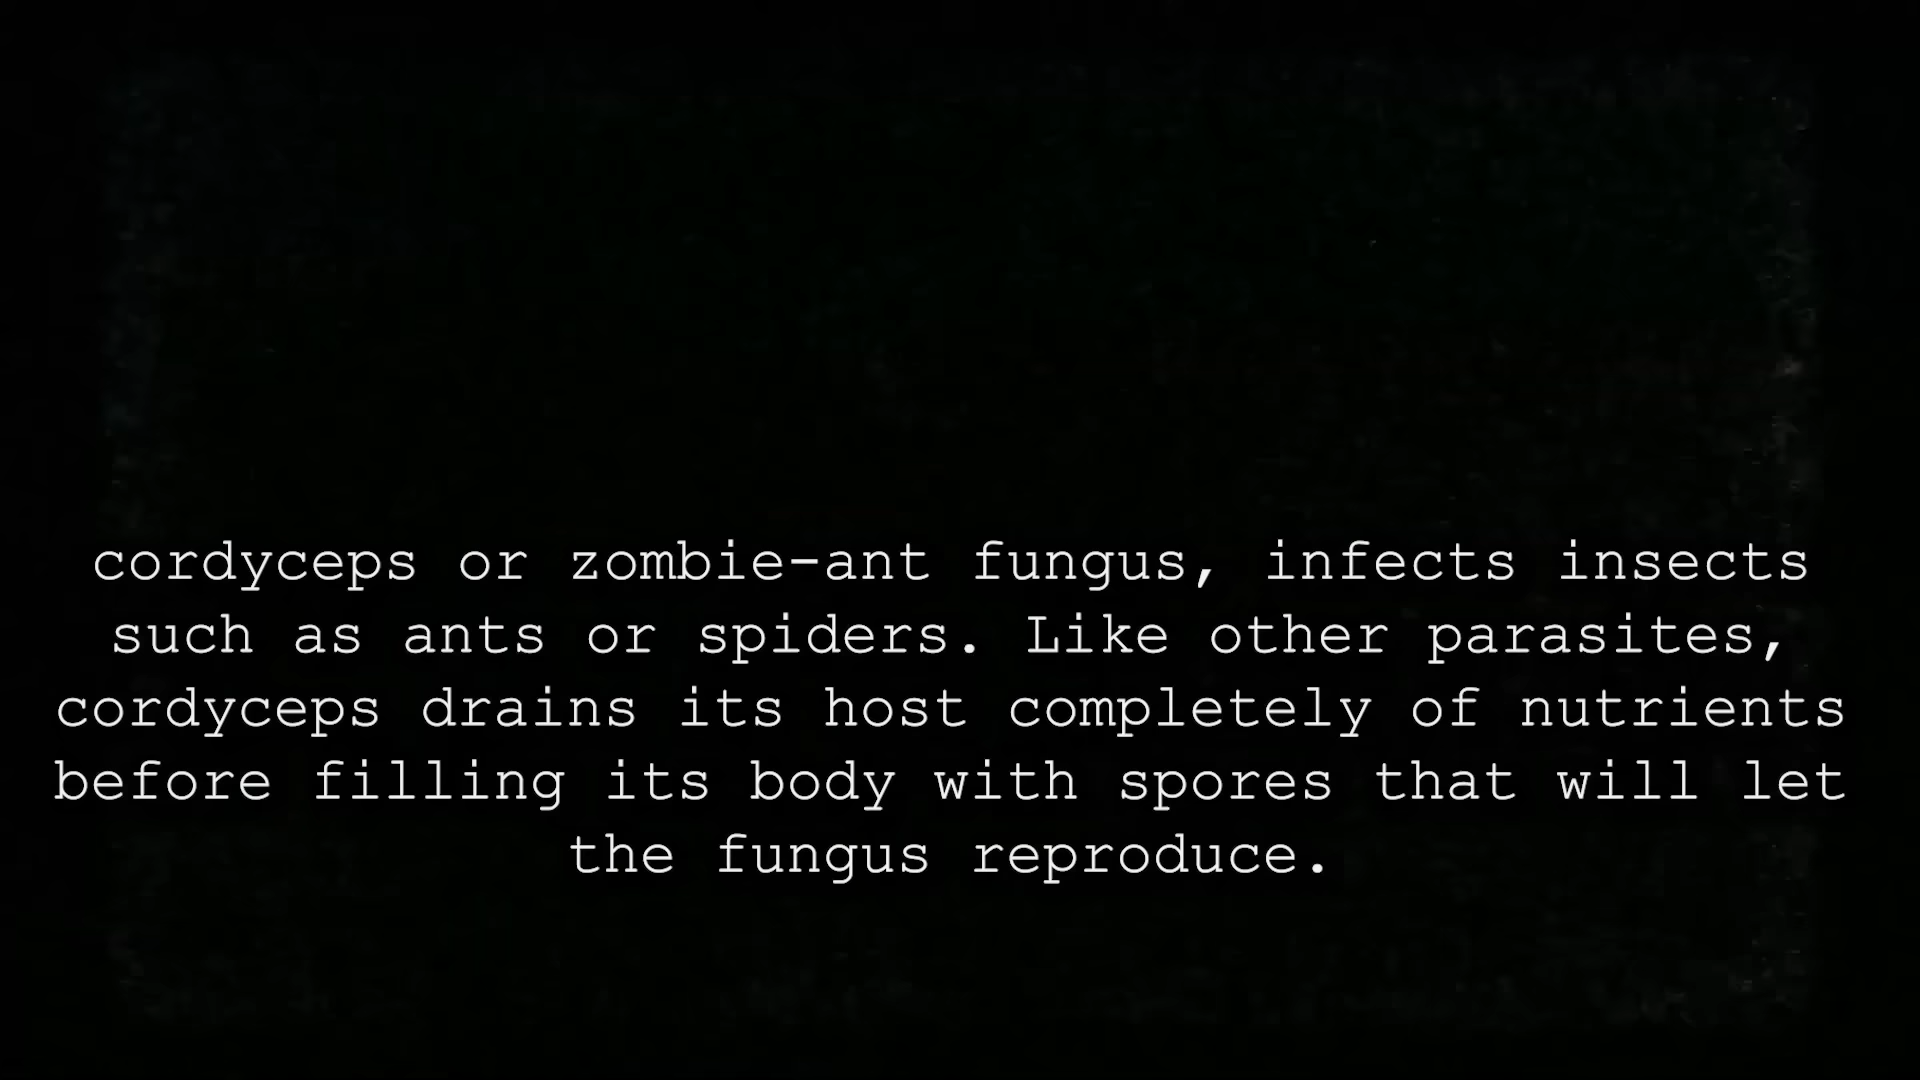 cordyceps or zombie-ant fungus, infects insects
such as ants or spiders. Like other parasites,
cordyceps drains its host completely of nutrients
before filling its body with spores that will let
the fungus reproduce.